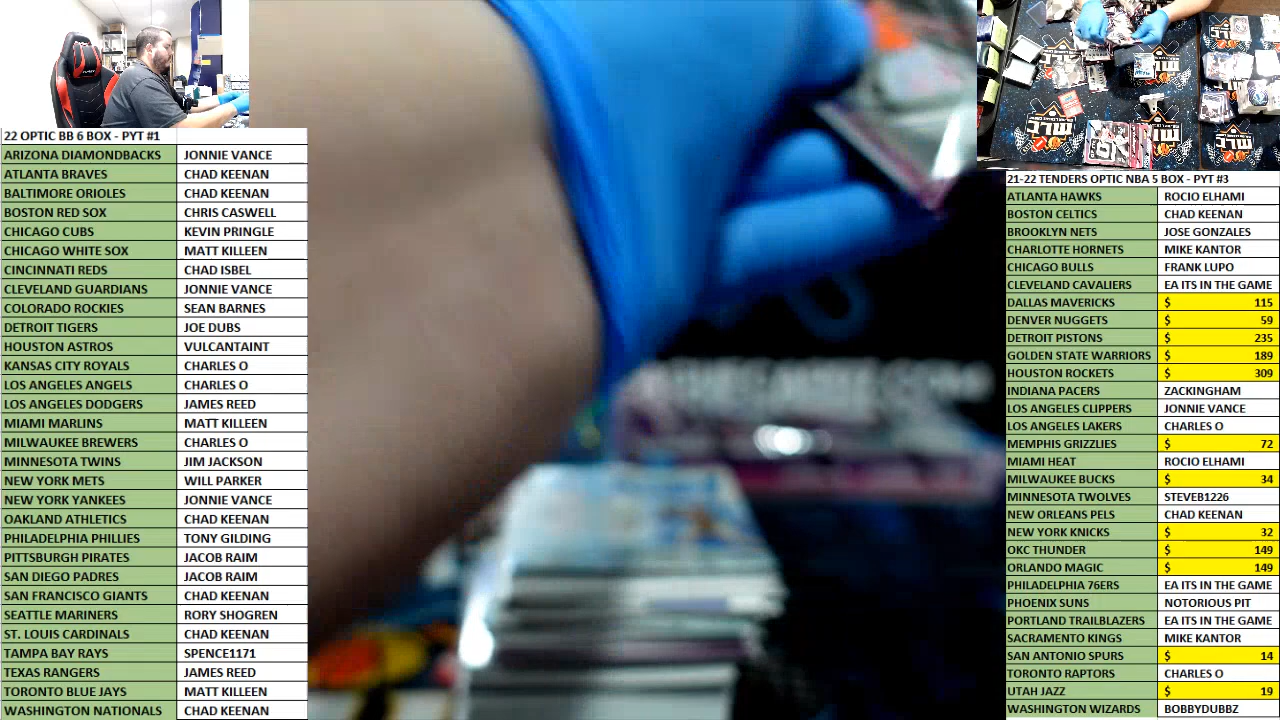 22 OPTIC BB 6 BOX - PYT #1
ARIZONA DIAMONDBACKS JONNIE VANCE
ATLANTA BRAVES CHAD KEENAN
BALTIMORE ORIOLES CHAD KEENAN
BOSTON RED SOX CHRIS CASWELL
CHICAGO CUBS KEVIN PRINGLE
CHICAGO WHITE SOX MATT KILLEEN
CINCINNATI REDS CHAD ISBEL
CLEVELAND GUARDIANS JONNIE VANCE
COLORADO ROCKIES SEAN BARNES
DETROIT TIGERS JOE DUBS
HOUSTON ASTROS VULCANTAINT
KANSAS CITY ROYALS CHARLES O
LOS ANGELES ANGELS CHARLES O
LOS ANGELES DODGERS JAMES REED
MIAMI MARLINS MATT KILLEEN
MILWAUKEE BREWERS CHARLES O
MINNESOTA TWINS JIM JACKSON
NEW YORK METS WILL PARKER
NEW YORK YANKEES JONNIE VANCE
OAKLAND ATHLETICS CHAD KEENAN
PHILADELPHIA PHILLIES TONY GILDING
PITTSBURGH PIRATES JACOB RAIM
SAN DIEGO PADRES JACOB RAIM
SAN FRANCISCO GIANTS CHAD KEENAN
SEATTLE MARINERS RORY SHOGREN
ST. LOUIS CARDINALS CHAD KEENAN
TAMPA BAY RAYS SPENCE1171
TEXAS RANGERS JAMES REED
TORONTO BLUE JAYS MATT KILLEEN
WASHINGTON NATIONALS CHAD KEENAN
21-22 TENDERS OPTIC NBA 5 BOX - PYT #3
ATLANTA HAWKS ROCIO ELHAMI
BOSTON CELTICS CHAD KEENAN
BROOKLYN NETS JOSE GONZALES
CHARLOTTE HORNETS MIKE KANTOR
CHICAGO BULLS FRANK LUPO
CLEVELAND CAVALIERS EA ITS IN THE GAME
DALLAS MAVERICKS $ 115
DENVER NUGGETS $ 59
DETROIT PISTONS $ 235
GOLDEN STATE WARRIORS $ 189
HOUSTON ROCKETS $ 309
INDIANA PACERS ZACKINGHAM
LOS ANGELES CLIPPERS JONNIE VANCE
LOS ANGELES LAKERS CHARLES O
MEMPHIS GRIZZLIES $ 72
MIAMI HEAT ROCIO ELHAMI
MILWAUKEE BUCKS $ 34
MINNESOTA TWOLVES STEVEB1226
NEW ORLEANS PELS CHAD KEENAN
NEW YORK KNICKS $ 32
OKC THUNDER $ 149
ORLANDO MAGIC $ 149
PHILADELPHIA 76ERS EA ITS IN THE GAME
PHOENIX SUNS NOTORIOUS PIT
PORTLAND TRAILBLAZERS EA ITS IN THE GAME
SACRAMENTO KINGS MIKE KANTOR
SAN ANTONIO SPURS $ 14
TORONTO RAPTORS CHARLES O
UTAH JAZZ $ 19
WASHINGTON WIZARDS BOBBYDUBBZ